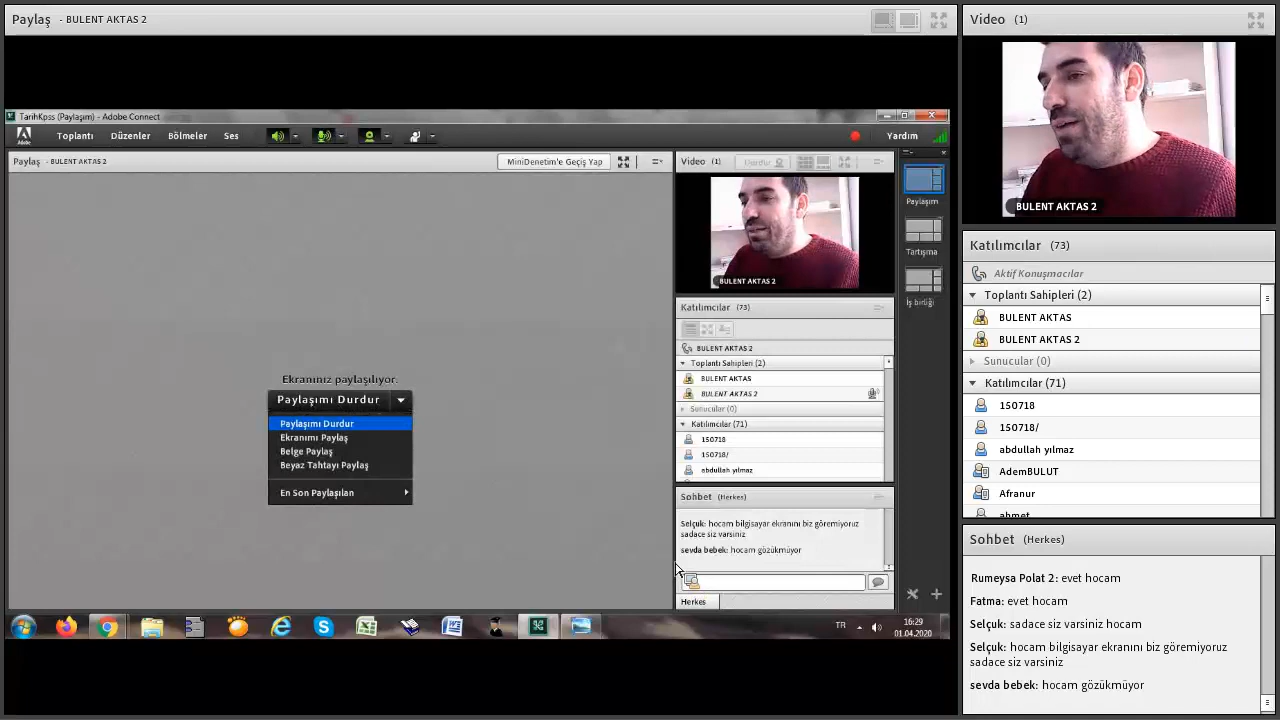 Paylaş - BULENT AKTAS 2
TarihKpss (Paylaşım) - Adobe Connect
Toplantı Düzenler Bölmeler Ses Yardım
Adobe
Paylaş - BULENT AKTAS 2
MiniDenetim'e Geçiş Yap
Ekranınız paylaşılıyor.
Paylaşımı Durdur
Paylaşımı Durdur
Ekranımı Paylaş
Belge Paylaş
Beyaz Tahtayı Paylaş
En Son Paylaşılan
Video (1)
Durdur
BULENT AKTAS 2
Katılımcılar (73)
BULENT AKTAS 2
Toplantı Sahipleri (2)
BULENT AKTAS
BULENT AKTAS 2
Sunucular (0)
Katılımcılar (71)
150718
150718/
abdullah yılmaz
Sohbet (Herkes)
Selçuk: hocam bilgisayar ekranını biz göremiyoruz
sadece siz varsiniz
sevda bebek: hocam gözükmüyor
Herkes
Paylaşım
Tartışma
İş birliği
TR
16:29
01.04.2020
Video (1)
BULENT AKTAS 2
Katılımcılar (73)
Aktif Konuşmacılar
Toplantı Sahipleri (2)
BULENT AKTAS
BULENT AKTAS 2
Sunucular (0)
Katılımcılar (71)
150718
150718/
abdullah yılmaz
AdemBULUT
Afranur
ahmet
Sohbet (Herkes)
Rumeysa Polat 2: evet hocam
Fatma: evet hocam
Selçuk: sadece siz varsiniz hocam
Selçuk: hocam bilgisayar ekranını biz göremiyoruz
sadece siz varsiniz
sevda bebek: hocam gözükmüyor